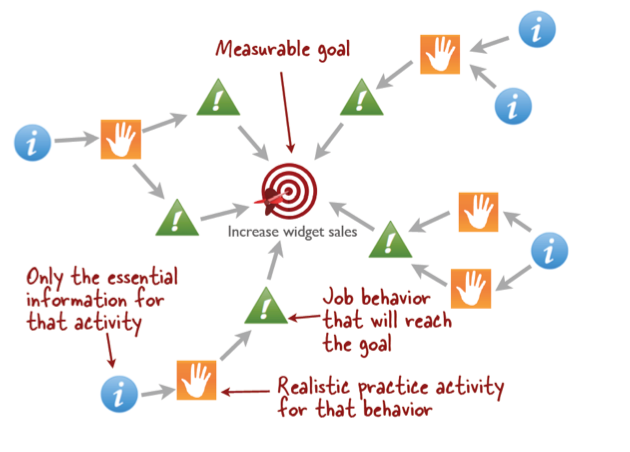 Measurable goal
Increase widget sales
Only the essential
information for
that activity
Job behavior
that will reach
the goal
Realistic practice activity
for that behavior
i
i
i
i
i
!
!
!
!
!